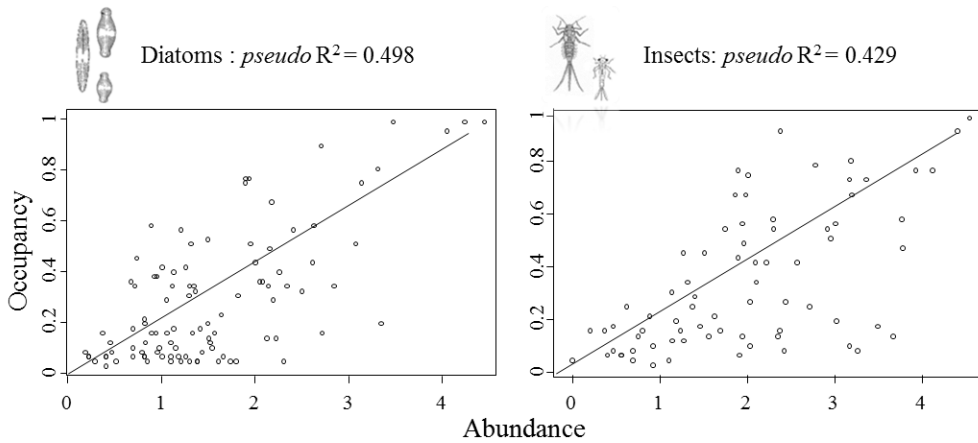 Diatoms : pseudo R² = 0.498
Insects: pseudo R² = 0.429
Occupancy
1
0.8
0.6
0.4
0.2
0
0 1 2 3 4
1
0.8
0.6
0.4
0.2
0
0 1 2 3 4
Abundance